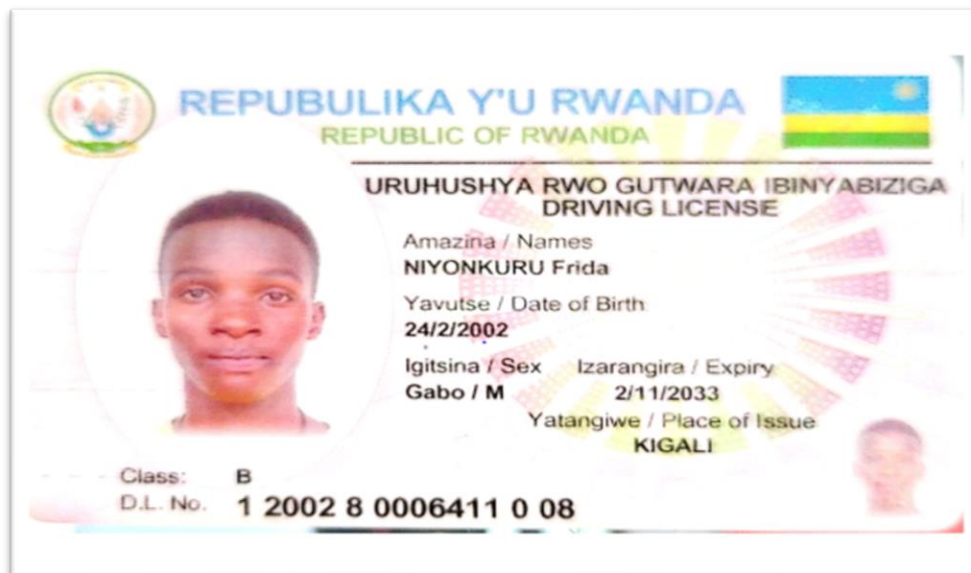 REPUBULIKA Y'U RWANDA
REPUBLIC OF RWANDA
URUHUSHYA RWO GUTWARA IBINYABIZIGA
DRIVING LICENSE
Amazina / Names
NIYONKURU Frida
Yavutse / Date of Birth
24/2/2002
Igitsina / Sex Izarangira / Expiry
Gabo / M 2/11/2033
Yatangiwe / Place of Issue
KIGALI
Class: B
D.L. No. 1 2002 8 0006411 0 08